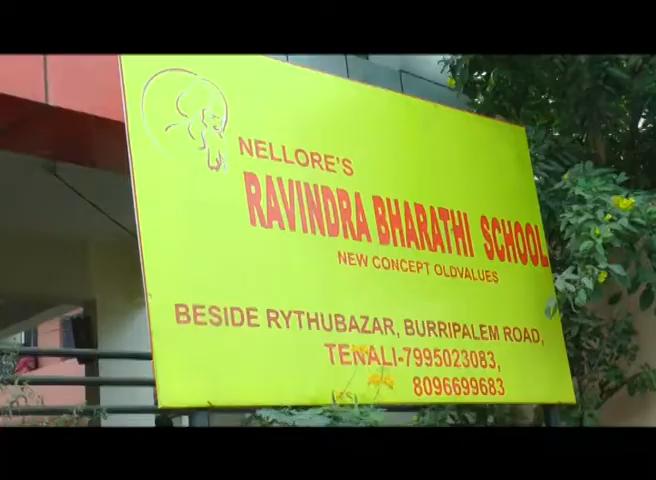 NELLORE'S
RAVINDRA BHARATHI SCHOOL
NEW CONCEPT OLDVALUES
BESIDE RYTHUBAZAR, BURRIPALEM ROAD,
TENALI-7995023083,
8096699683